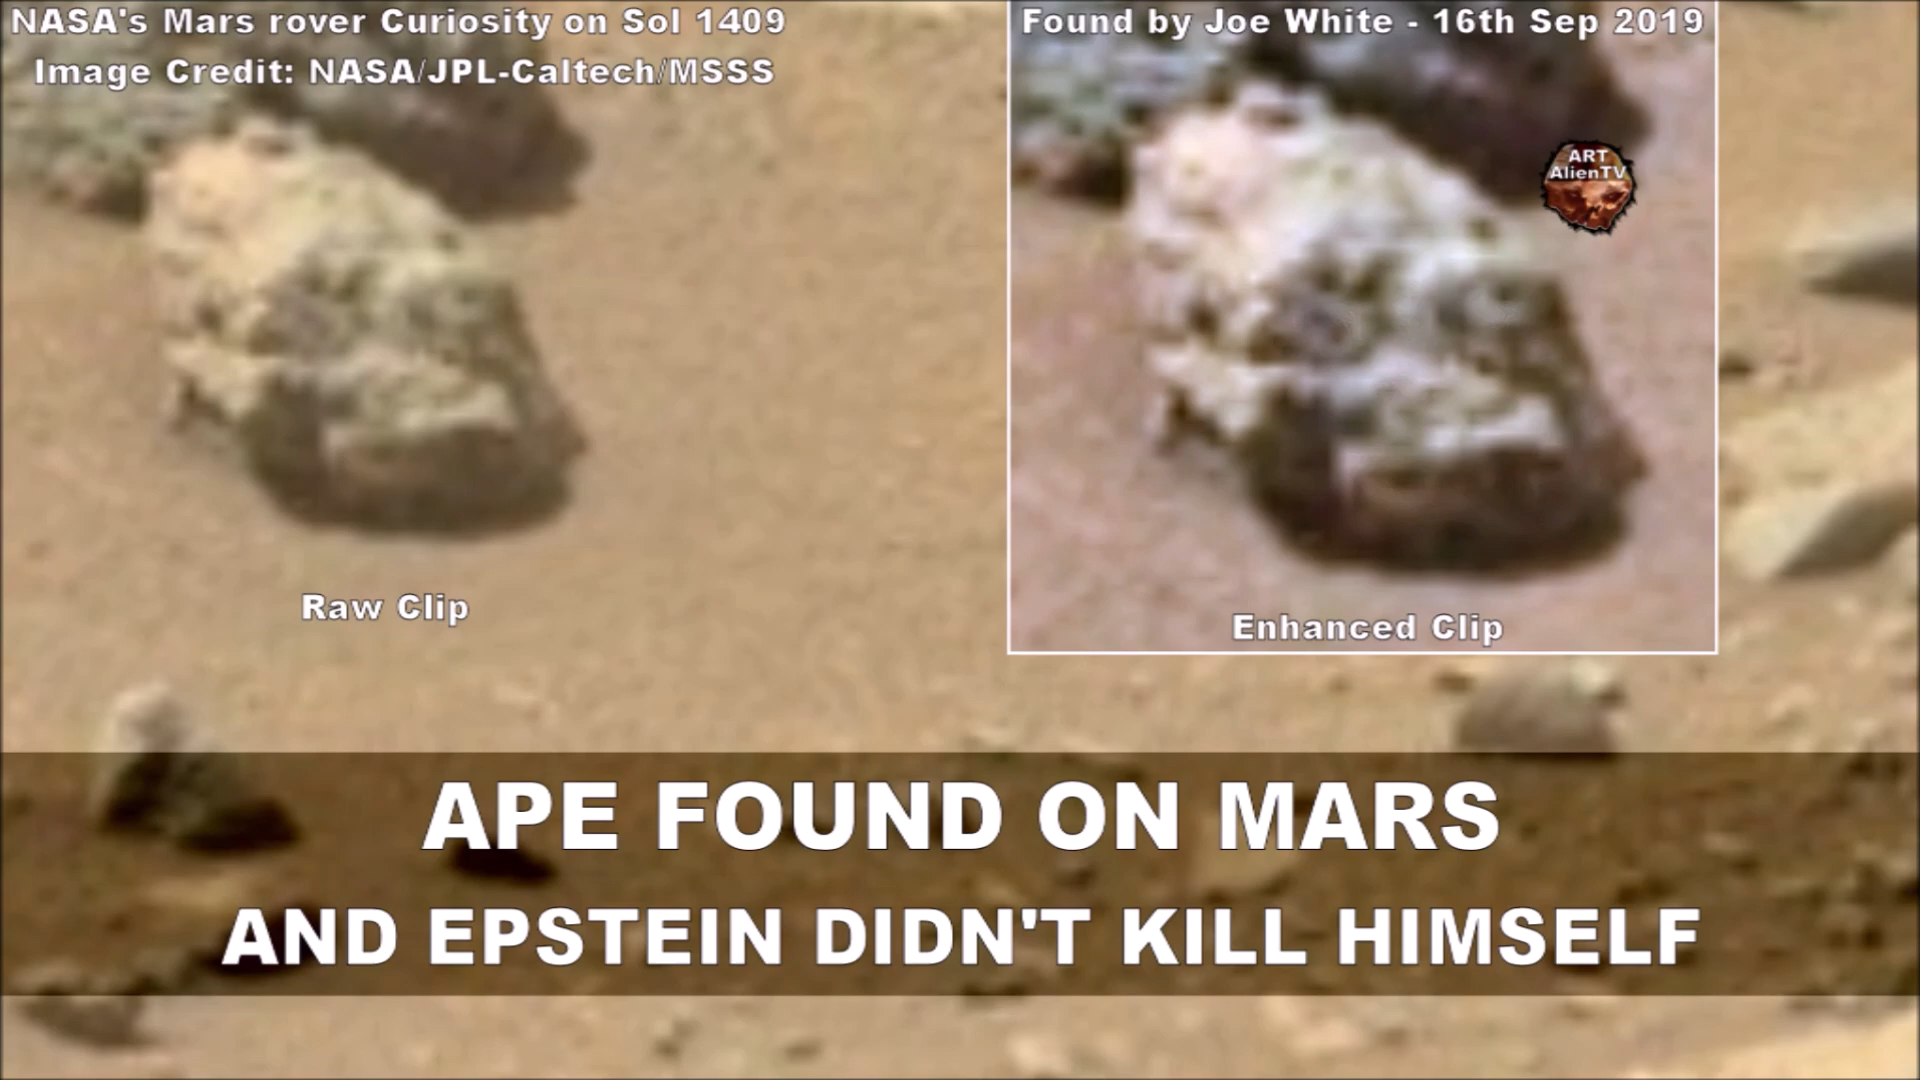 NASA's Mars rover Curiosity on Sol 1409
Image Credit: NASA/JPL-Caltech/MSSS
Found by Joe White - 16th Sep 2019
ART
AlienTV
Raw Clip
Enhanced Clip
APE FOUND ON MARS
AND EPSTEIN DIDN'T KILL HIMSELF